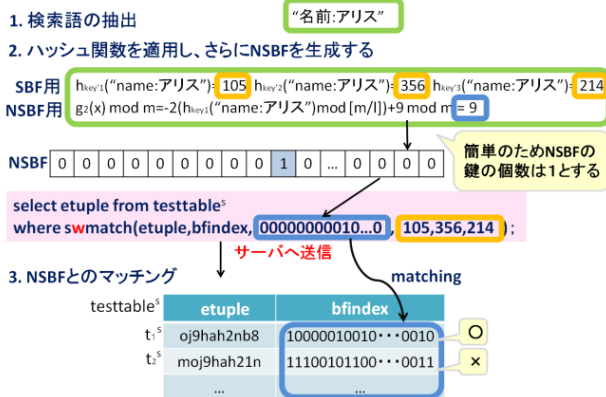 1. 検索語の抽出
“名前:アリス”
2. ハッシュ関数を適用し、さらにNSBFを生成する
SBF用 hkey'1(“name:アリス”)=105 hkey'2(“name:アリス”)=356 hkey'3(“name:アリス”)=214
NSBF用 g2(x) mod m=-2(hkey1(“name:アリス”)mod [m/l])+9 mod m = 9
NSBF 0 0 0 0 0 0 0 0 0 1 0 ... 0 0 0 0
簡単のためNSBFの
鍵の個数は1とする
select etuple from testtableˢ
where swmatch(etuple,bfindex, 00000000010...0 , 105,356,214 ) ;
サーバへ送信
3. NSBFとのマッチング
matching
testtableˢ etuple bfindex
t₁ˢ oj9hah2nb8 10000010010・・・0010 ○
t₂ˢ moj9hah21n 11100101100・・・0011 ×
... ...